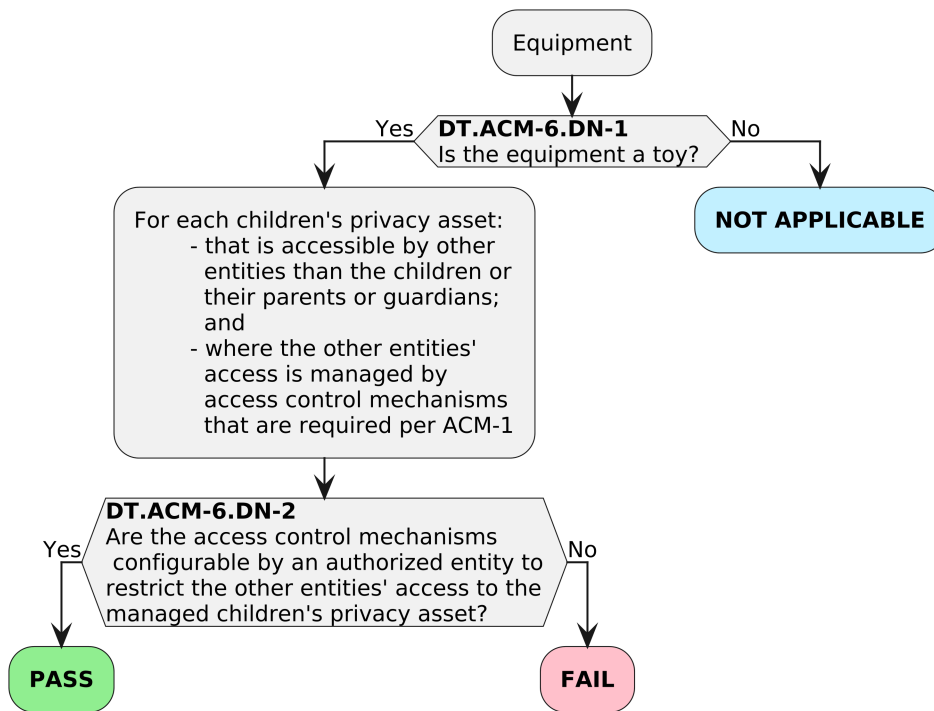 Equipment
DT.ACM-6.DN-1
Is the equipment a toy?
Yes
No
For each children's privacy asset:
- that is accessible by other
entities than the children or
their parents or guardians;
and
- where the other entities'
access is managed by
access control mechanisms
that are required per ACM-1
NOT APPLICABLE
DT.ACM-6.DN-2
Are the access control mechanisms
configurable by an authorized entity to
restrict the other entities' access to the
managed children's privacy asset?
Yes
No
PASS
FAIL